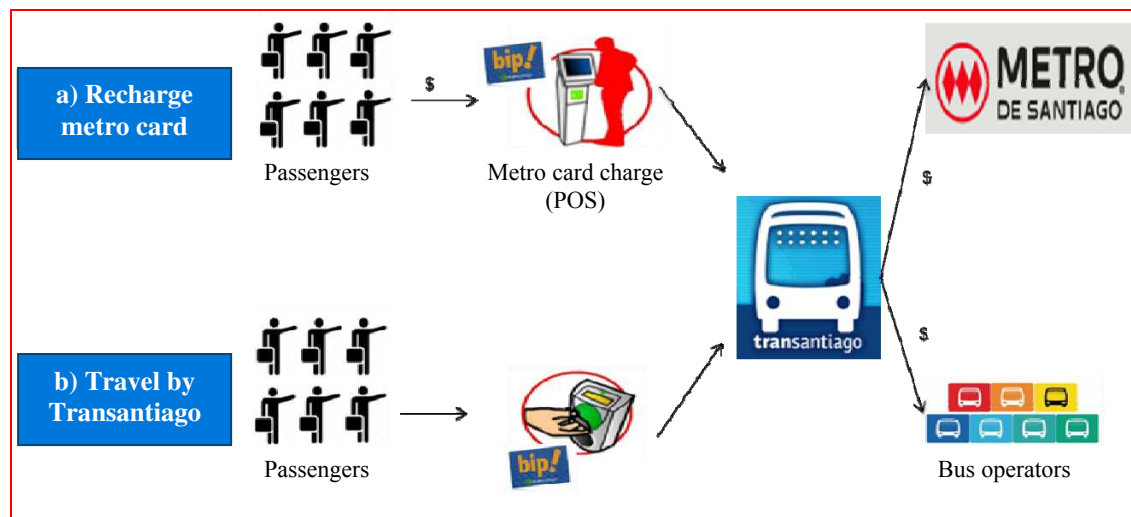 a) Recharge
metro card
$
bip!
Passengers
Metro card charge
(POS)
METRO
DE SANTIAGO
$
transantiago
$
b) Travel by
Transantiago
bip!
Passengers
Bus operators